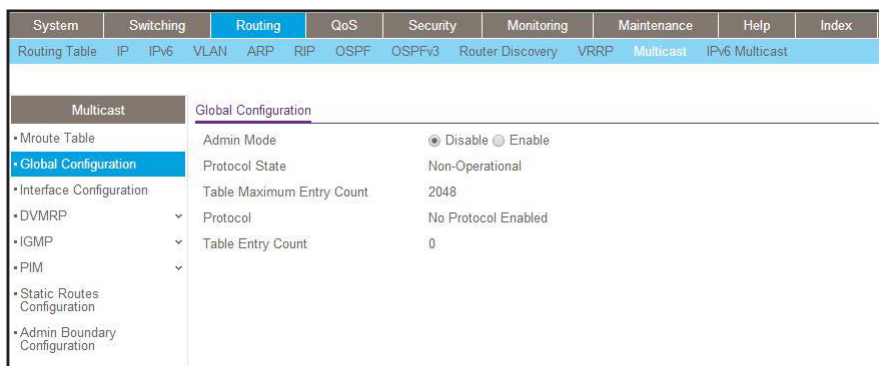 System Switching Routing QoS Security Monitoring Maintenance Help Index
Routing Table IP IPv6 VLAN ARP RIP OSPF OSPFv3 Router Discovery VRRP Multicast IPv6 Multicast
Multicast
Mroute Table
Global Configuration
Interface Configuration
DVMRP
IGMP
PIM
Static Routes
Configuration
Admin Boundary
Configuration
Global Configuration
Admin Mode Disable Enable
Protocol State Non-Operational
Table Maximum Entry Count 2048
Protocol No Protocol Enabled
Table Entry Count 0